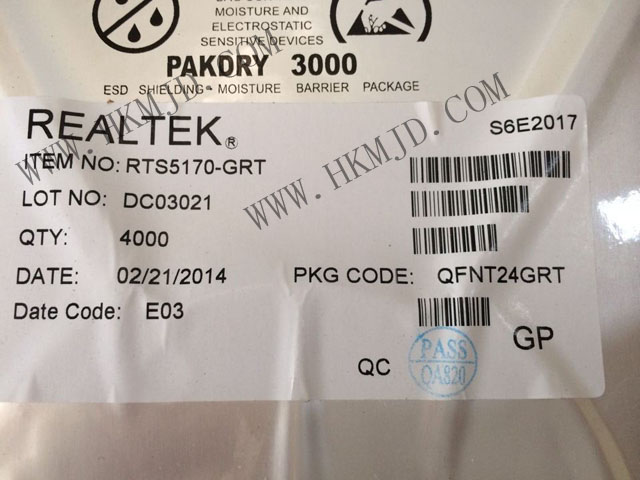 MOISTURE AND
ELECTROSTATIC
SENSITIVE DEVICES
PAKDRY 3000
ESD SHIELDING MOISTURE BARRIER PACKAGE
REALTEK®
S6E2017
ITEM NO: RTS5170-GRT
LOT NO: DC03021
QTY: 4000
DATE: 02/21/2014
PKG CODE: QFNT24GRT
Date Code: E03
GP
QC
PASS
QA820
WWW.HKMJD.COM
WWW.HKMJD.COM